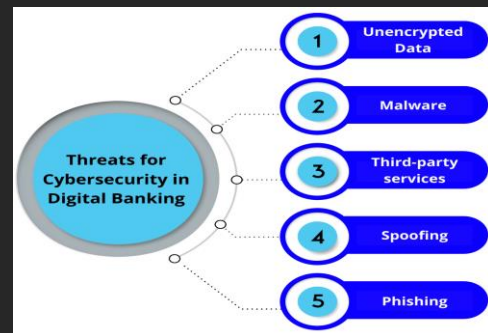 Threats for
Cybersecurity in
Digital Banking
1
Unencrypted
Data
2
Malware
3
Third-party
services
4
Spoofing
5
Phishing